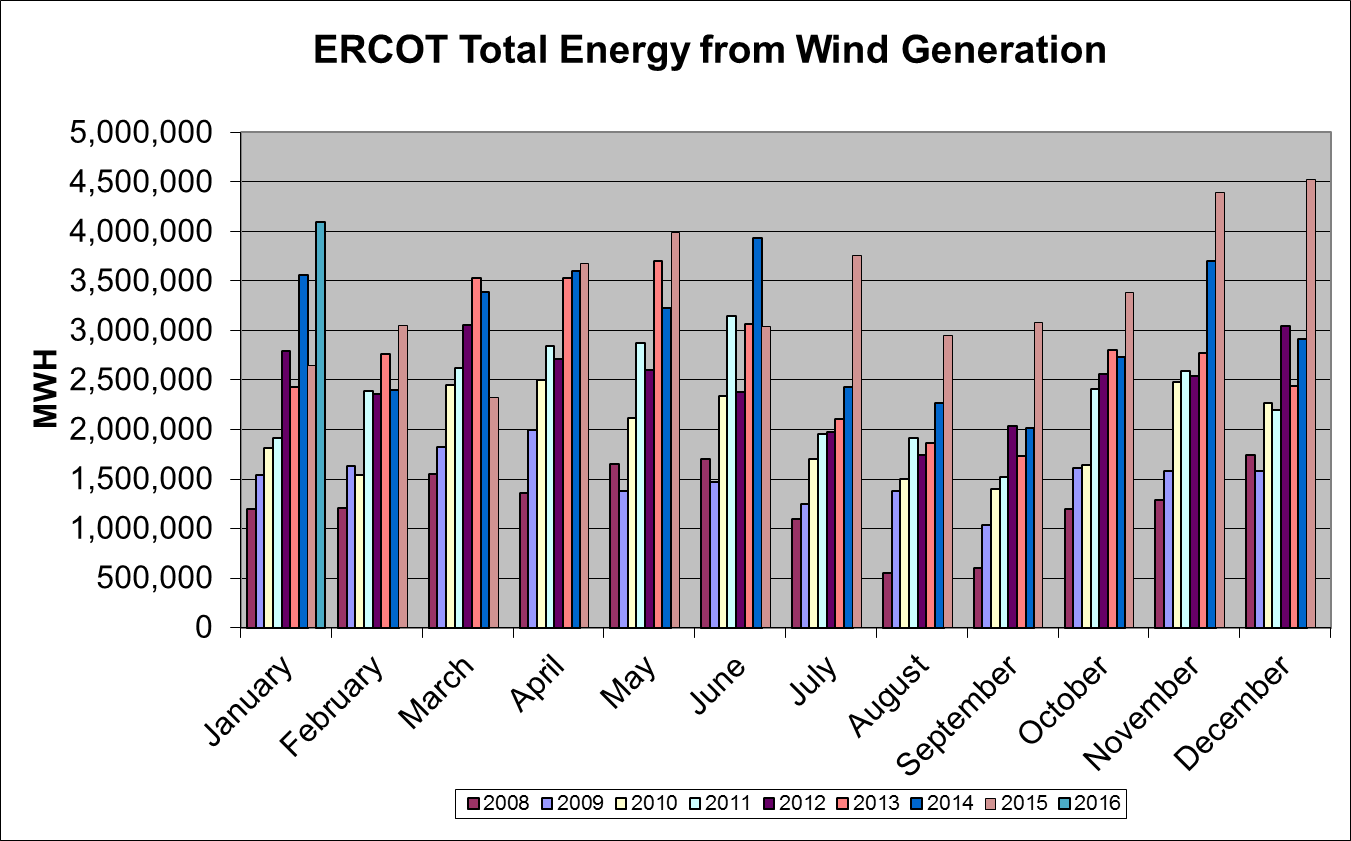 ERCOT Total Energy from Wind Generation
5,000,000
4,500,000
4,000,000
3,500,000
3,000,000
2,500,000
2,000,000
1,500,000
1,000,000
500,000
0
MWH
January
February
March
April
May
June
July
August
September
October
November
December
2008 2009 2010 2011 2012 2013 2014 2015 2016